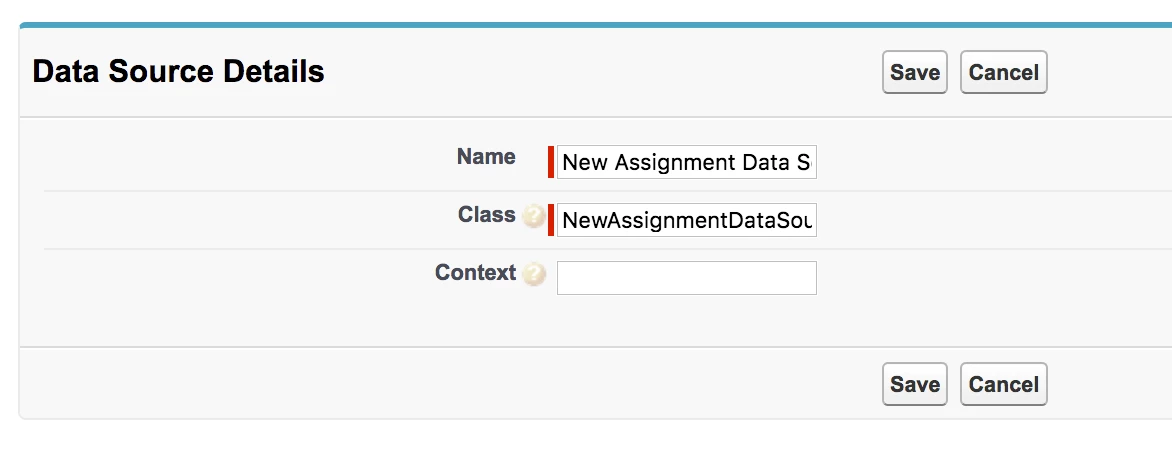 Data Source Details Save Cancel
Name New Assignment Data S
Class ? NewAssignmentDataSou
Context ?
Save Cancel